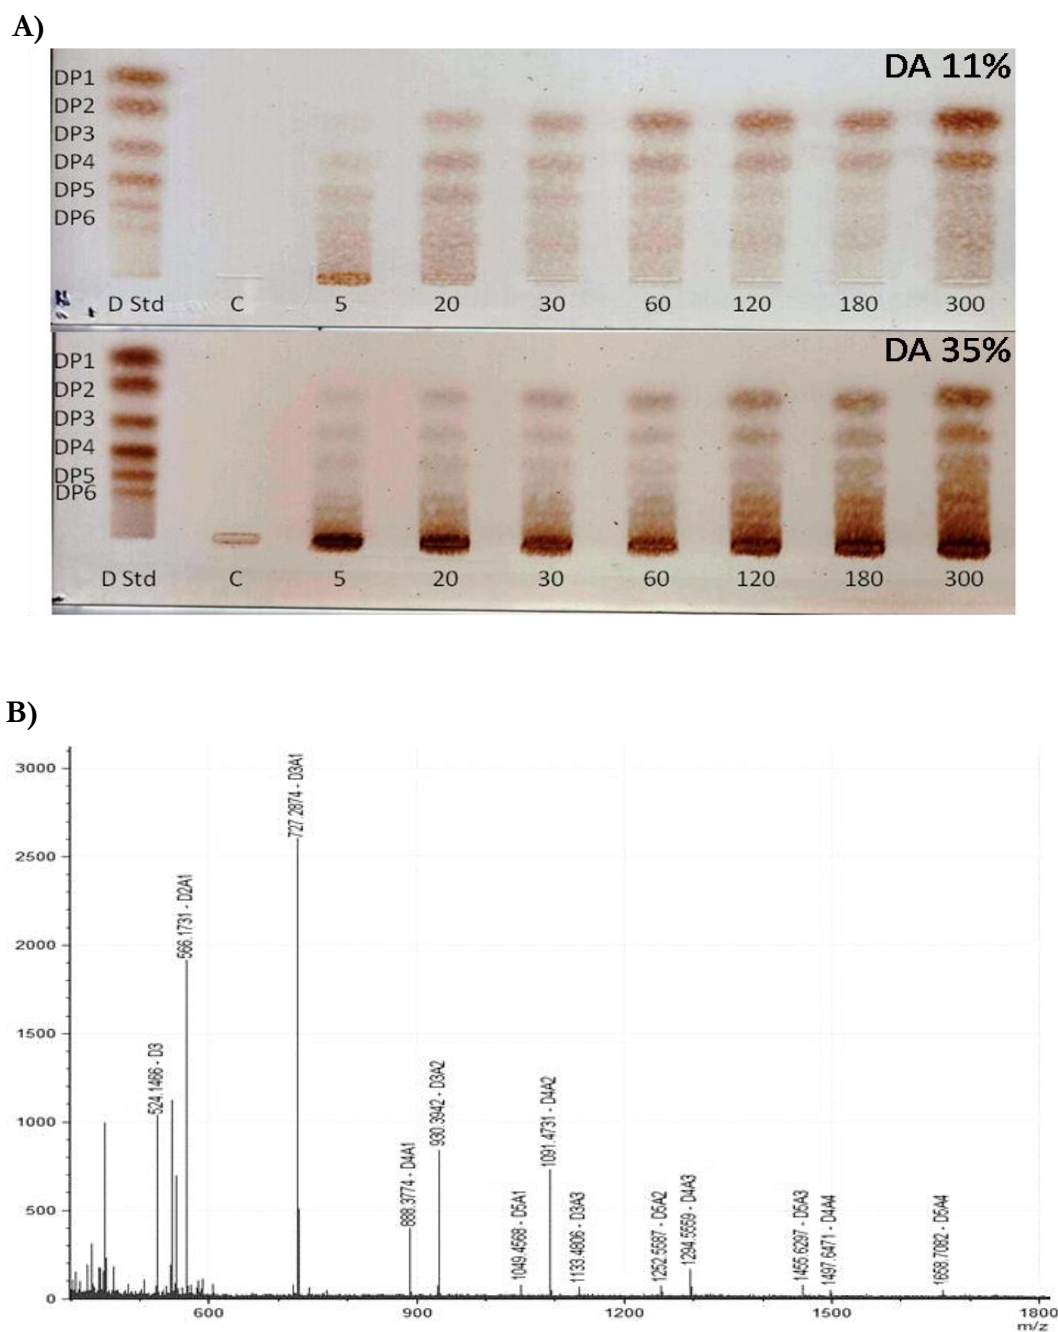 A)
DA 11%
DP1
DP2
DP3
DP4
DP5
DP6
D Std C 5 20 30 60 120 180 300
DA 35%
DP1
DP2
DP3
DP4
DP5
DP6
D Std C 5 20 30 60 120 180 300
B)
3000
2500
2000
1500
1000
500
0
524.1466 - D3
566.1731 - D2A1
727.2874 - D3A1
888.3774 - D4A1
930.3942 - D3A2
1049.4568 - D5A1
1091.4731 - D4A2
1133.4806 - D3A3
1252.5587 - D5A2
1294.5559 - D4A3
1455.6297 - D5A3
1497.6471 - D4A4
1658.7082 - D5A4
600 900 1200 1500 1800
m/z